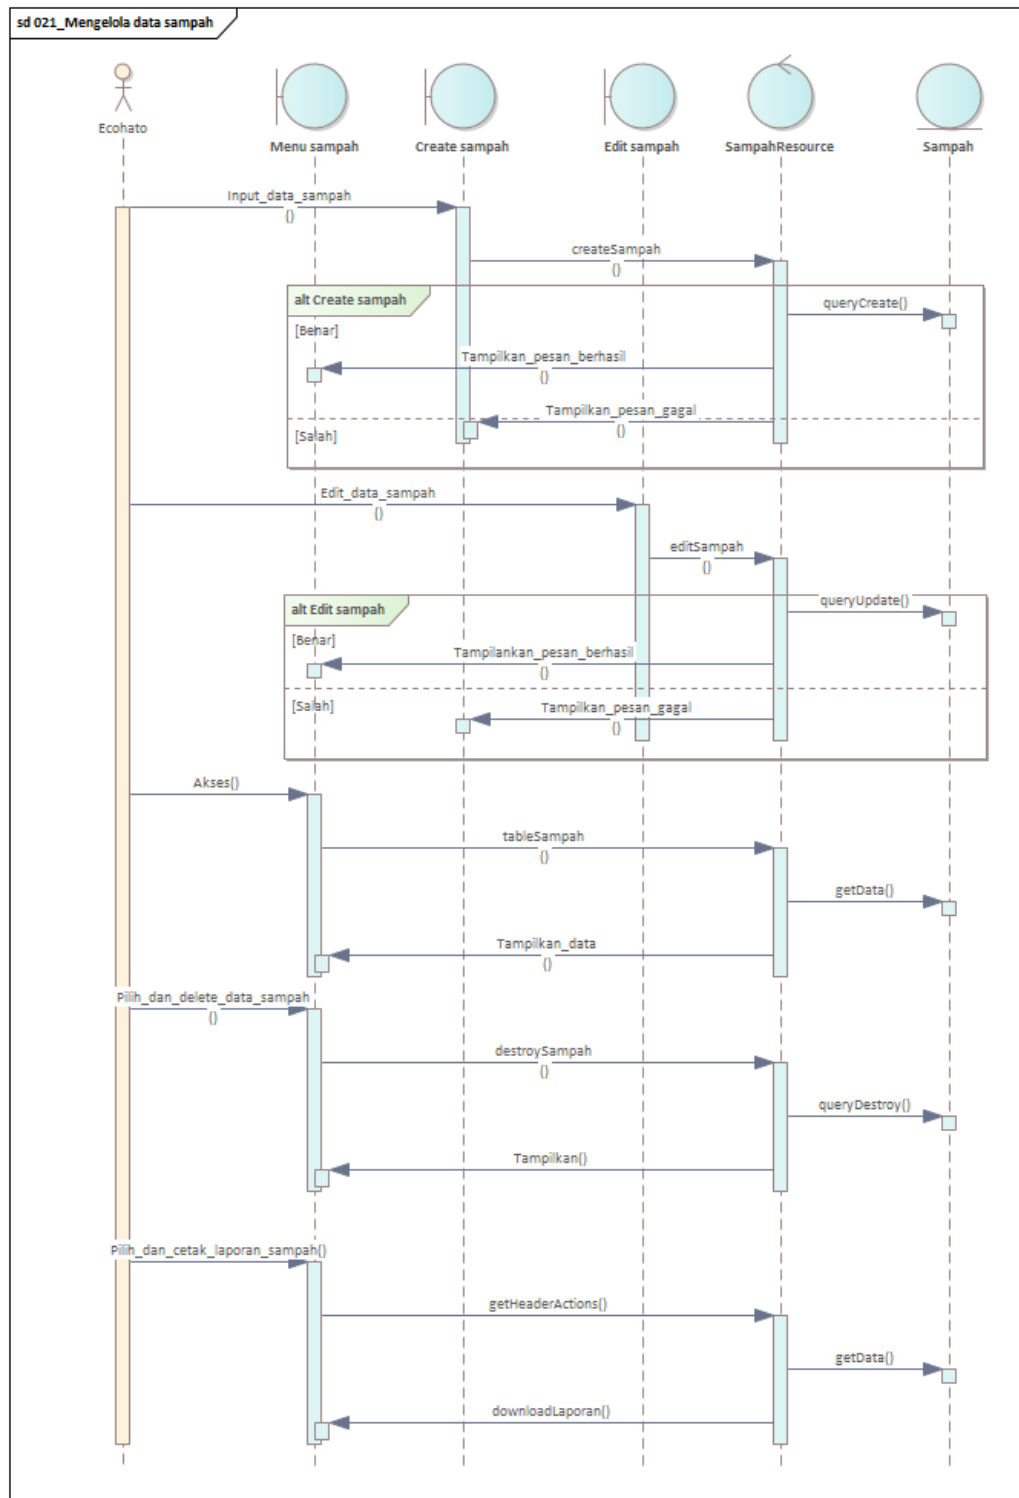 sd 021_Mengelola data sampah
Ecohato
Menu sampah
Create sampah
Edit sampah
SampahResource
Sampah
Input_data_sampah
()
createSampah
()
alt Create sampah
queryCreate()
[Benar]
Tampilkan_pesan_berhasil
()
Tampilkan_pesan_gagal
()
[Salah]
Edit_data_sampah
()
editSampah
()
alt Edit sampah
queryUpdate()
[Benar]
Tampilankan_pesan_berhasil
()
[Salah]
Tampilkan_pesan_gagal
()
Akses()
tableSampah
()
getData()
Tampilkan_data
()
Pilih_dan_delete_data_sampah
()
destroySampah
()
queryDestroy()
Tampilkan()
Pilih_dan_cetak_laporan_sampah()
getHeaderActions()
getData()
downloadLaporan()